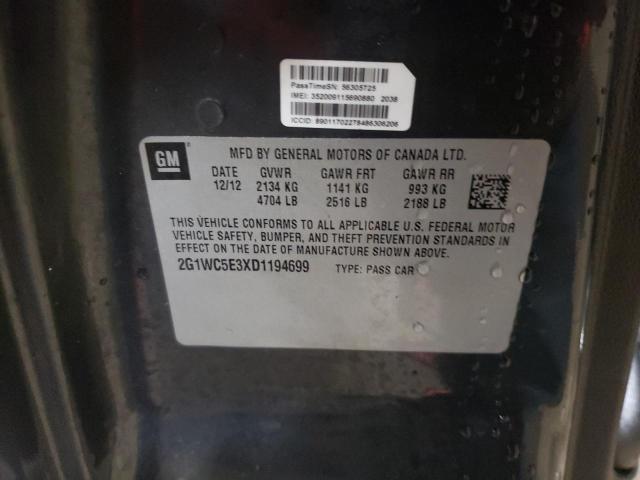 PassTimeSN: 56305725
IMEI: 352009115690880 2038
ICCID: 89011702278486306206
GM
MFD BY GENERAL MOTORS OF CANADA LTD.
DATE GVWR GAWR FRT GAWR RR
12/12 2134 KG 1141 KG 993 KG
4704 LB 2516 LB 2188 LB
THIS VEHICLE CONFORMS TO ALL APPLICABLE U.S. FEDERAL MOTOR
VEHICLE SAFETY, BUMPER, AND THEFT PREVENTION STANDARDS IN
EFFECT ON THE DATE OF MANUFACTURE SHOWN ABOVE.
2G1WC5E3XD1194699 TYPE: PASS CAR